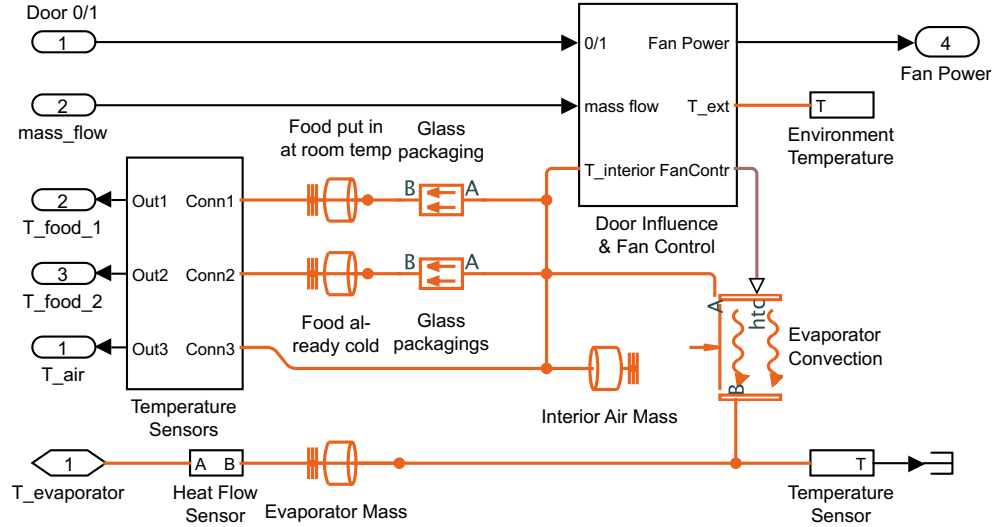 Door 0/1
1
0/1
Fan Power
4
Fan Power
2
mass_flow
mass flow
T_ext
T
Environment
Temperature
Food put in
at room temp
Glass
packaging
T_interior
FanContr
Door Influence
& Fan Control
2
T_food_1
Out1
Conn1
B
A
3
T_food_2
Out2
Conn2
B
A
Food al-
ready cold
Glass
packagings
A
htc
B
Evaporator
Convection
1
T_air
Out3
Conn3
Temperature
Sensors
Interior Air Mass
1
T_evaporator
A
B
Heat Flow
Sensor
Evaporator Mass
T
Temperature
Sensor